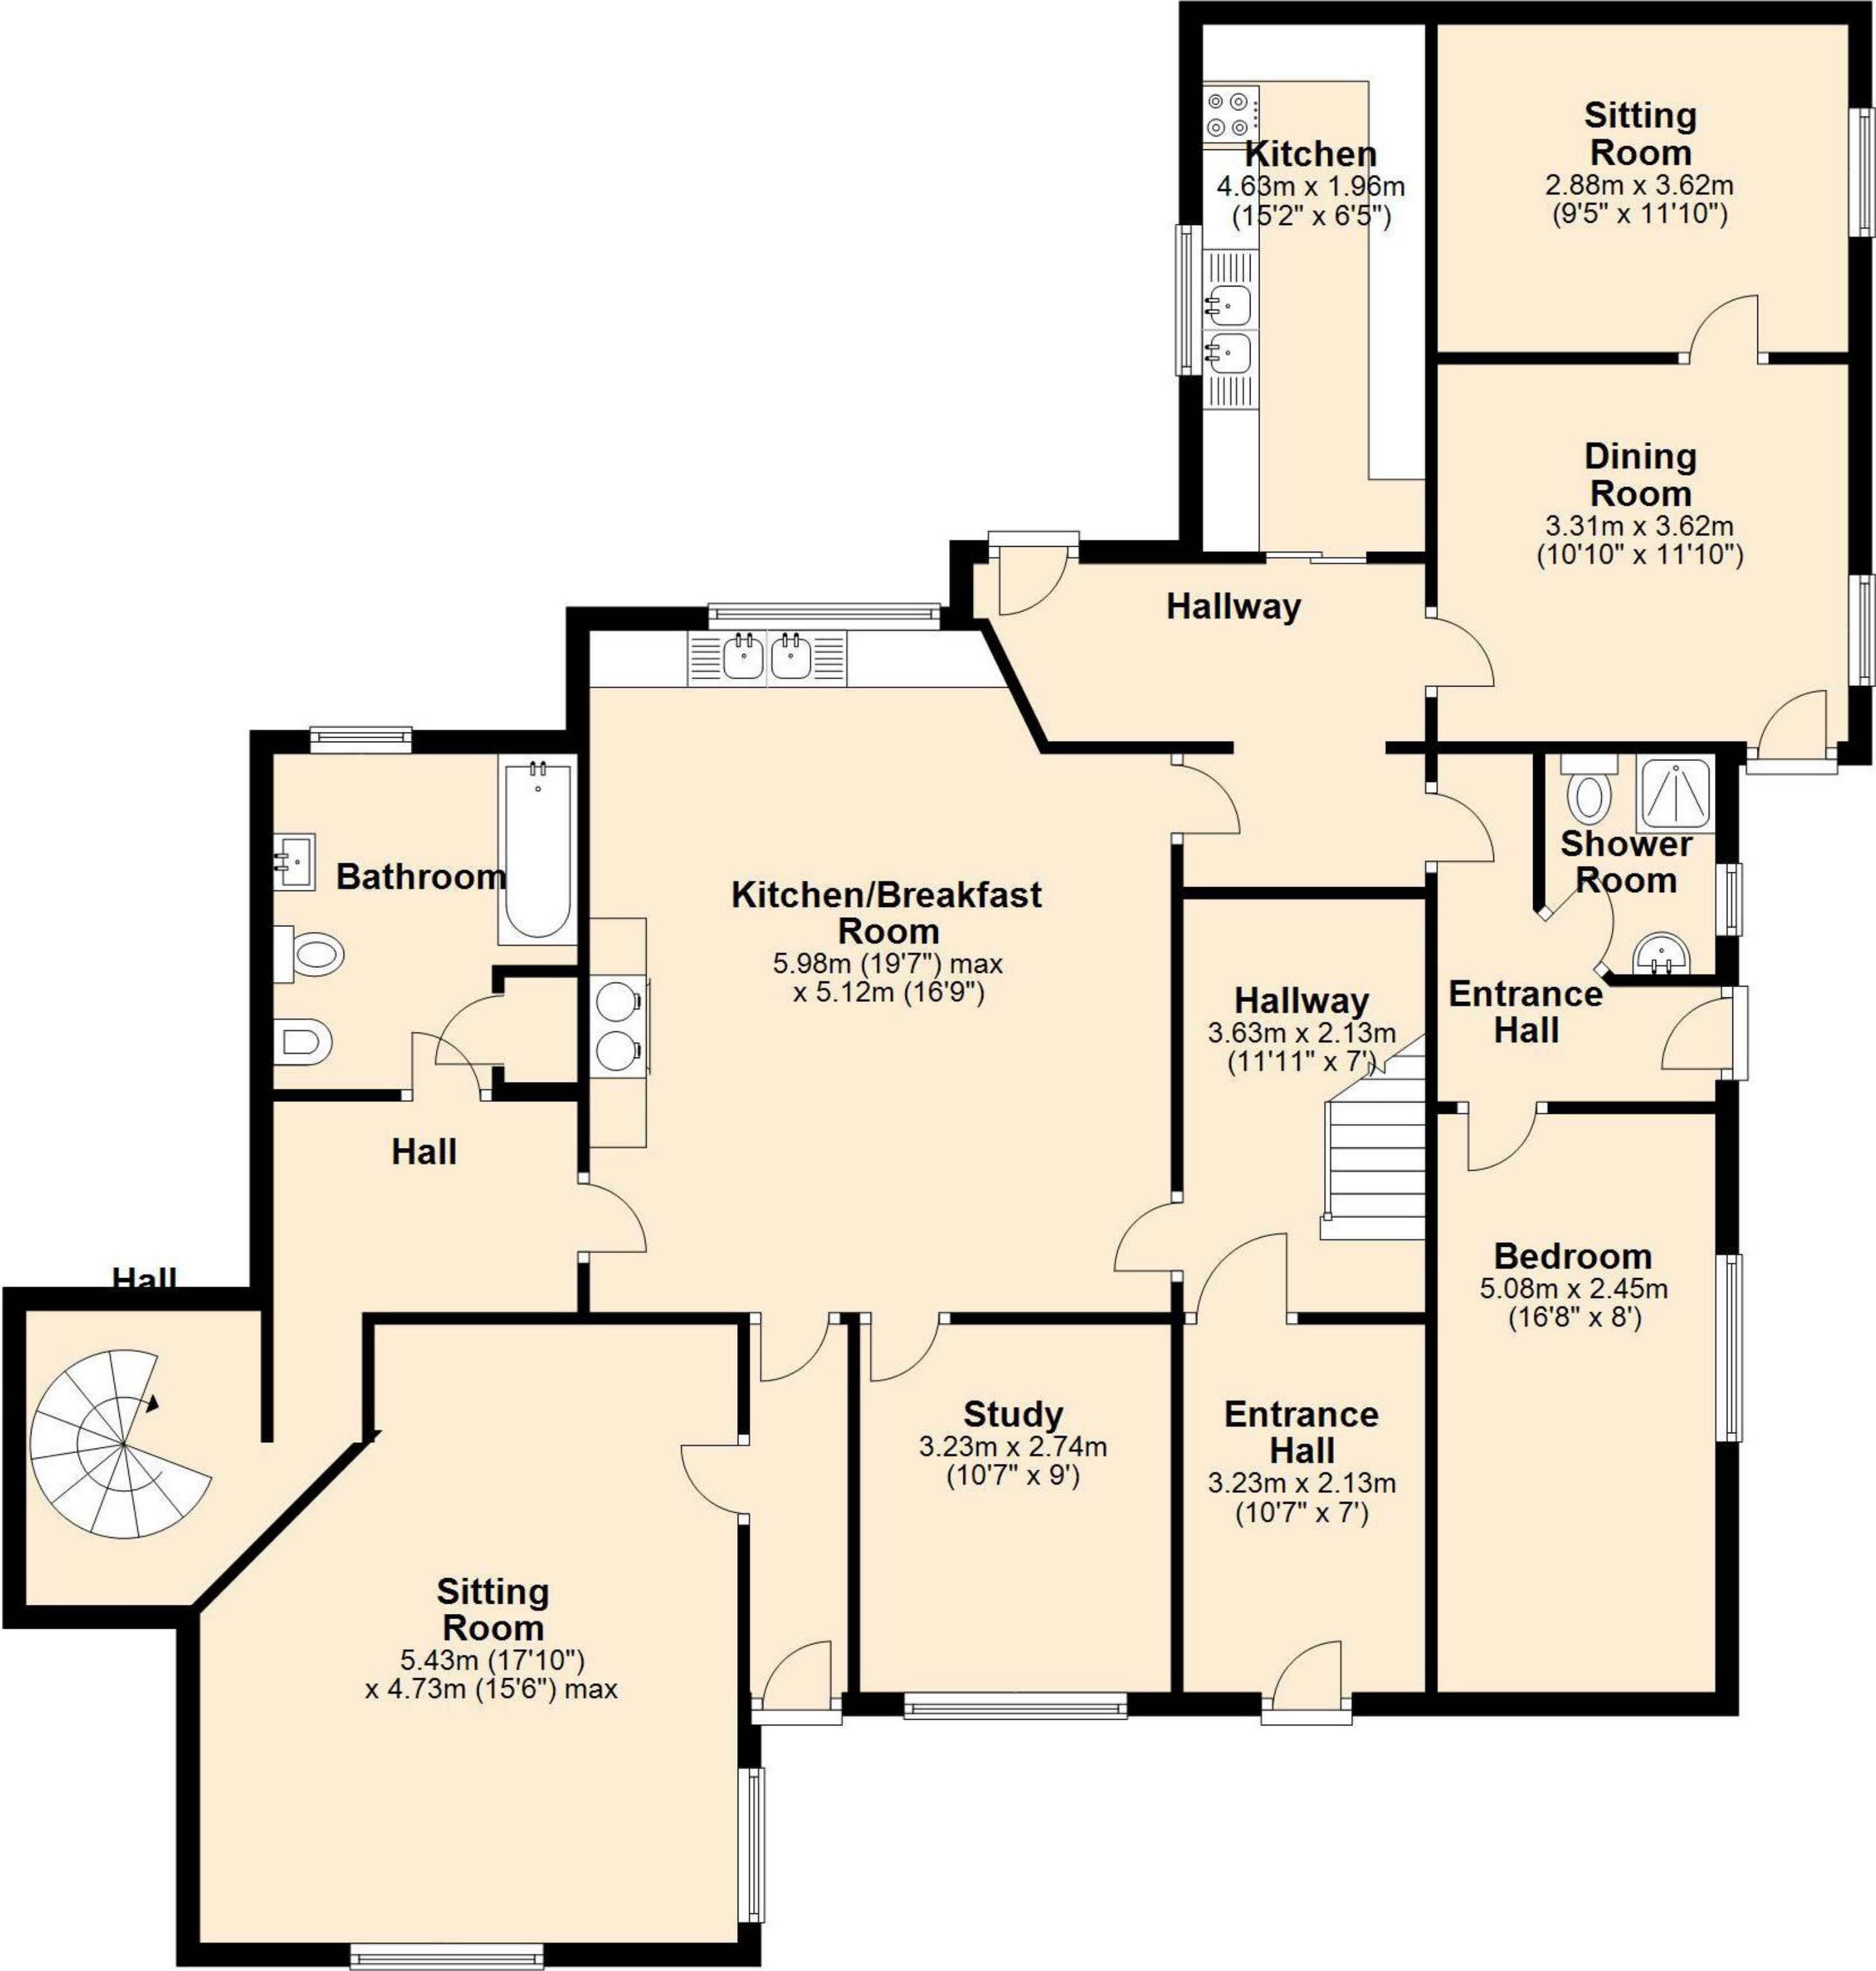 Kitchen
4.63m x 1.96m
(15'2" x 6'5")
Sitting
Room
2.88m x 3.62m
(9'5" x 11'10")
Dining
Room
3.31m x 3.62m
(10'10" x 11'10")
Hallway
Bathroom
Kitchen/Breakfast
Room
5.98m (19'7") max
x 5.12m (16'9")
Shower
Room
Hallway
3.63m x 2.13m
(11'11" x 7')
Entrance
Hall
Hall
Hall
Bedroom
5.08m x 2.45m
(16'8" x 8')
Study
3.23m x 2.74m
(10'7" x 9')
Entrance
Hall
3.23m x 2.13m
(10'7" x 7')
Sitting
Room
5.43m (17'10")
x 4.73m (15'6") max